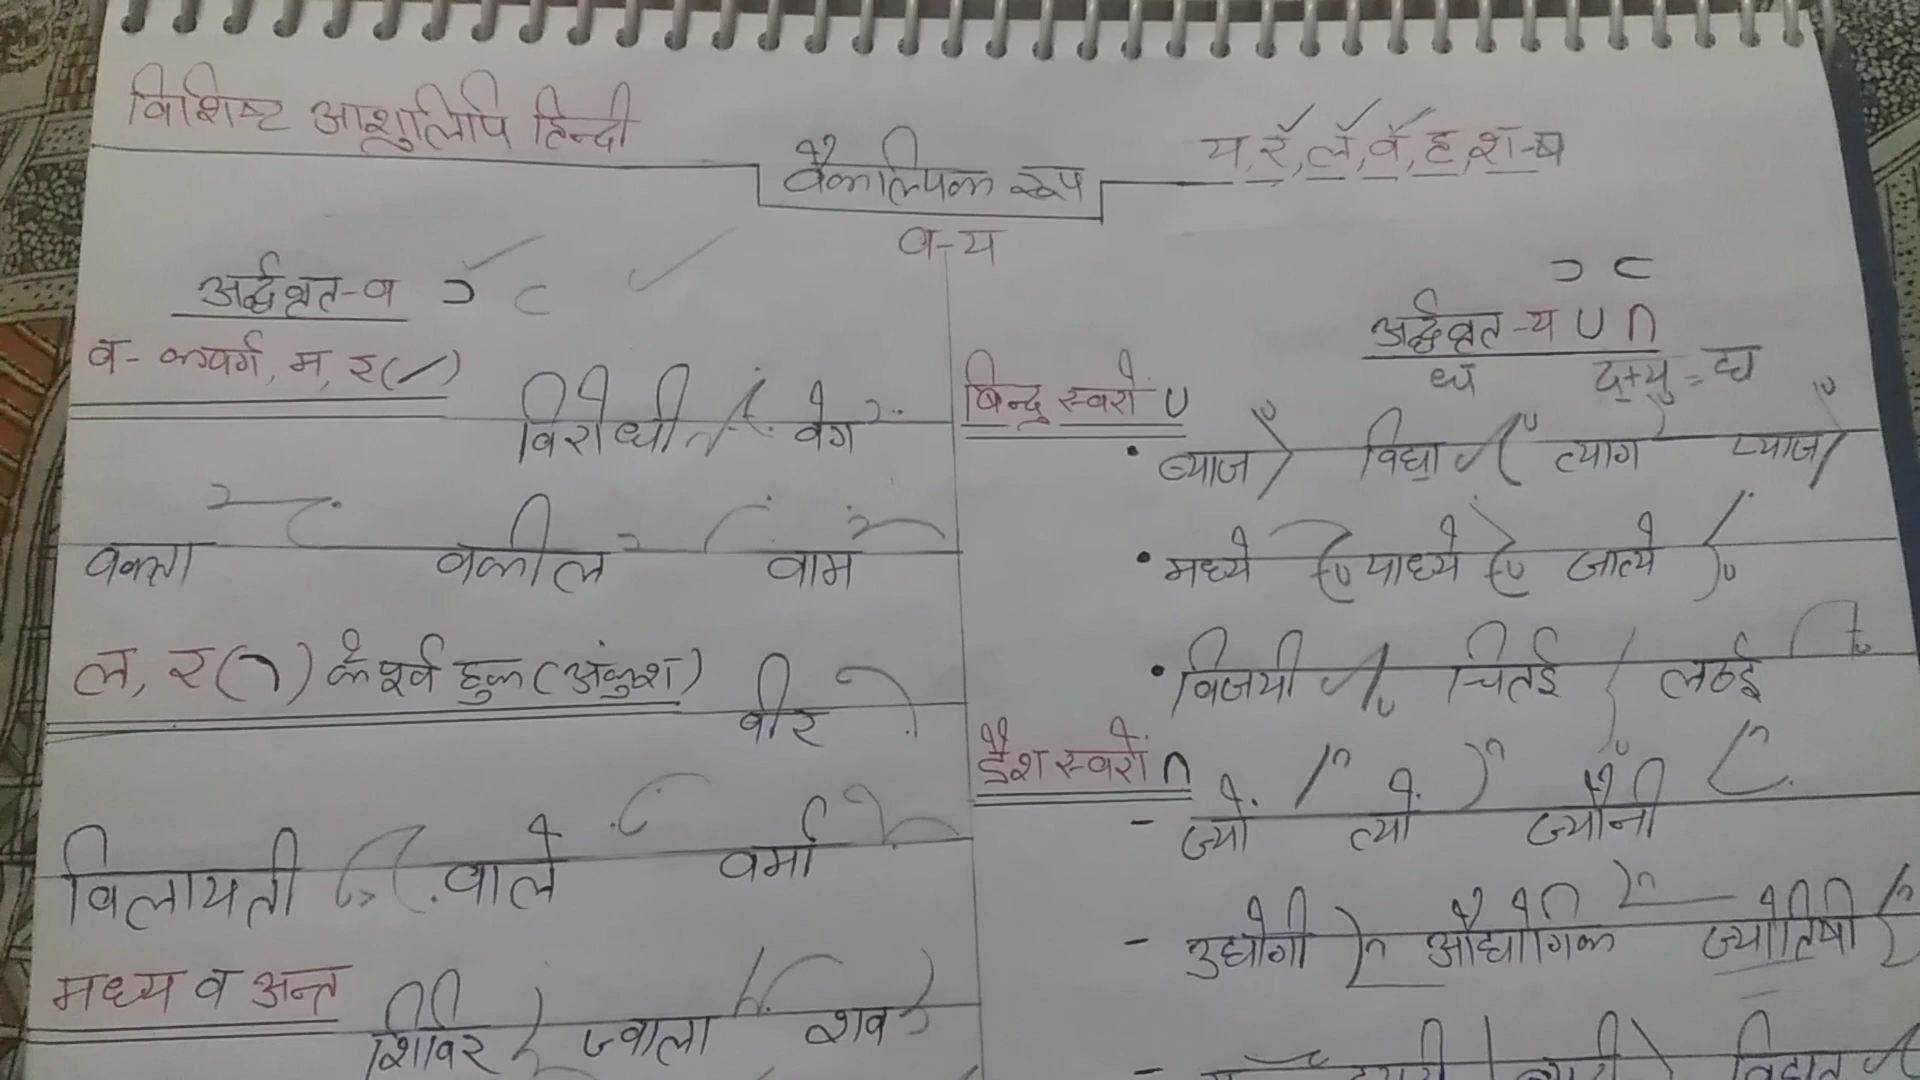 विशिष्ट आशुलिपि हिन्दी
वैकल्पिक रूप
य, र, ल, व, ह, श-ष
व-य
अर्द्धवृत-व
व- कवर्ग, म, र(/)
विरोधी वेग
वक्ता वकील वाम
ल, र( ) के पूर्व हुक (अंकुश)
वीर
विलायती वाले वर्मा
मध्य व अन्त
शिविर ज्वाला शव
अर्द्धवृत-य ∪ ∩
ध्य द+यु = द्य
बिन्दू स्वरों ∪
• ब्याज विद्या त्याग प्याज
• मध्ये याध्ये जात्ये
• विजयी चितई लठई
डैश स्वरों ∩
- ज्यों त्यों ज्यौंनी
- उद्योगी औद्योगिक ज्योतिषी